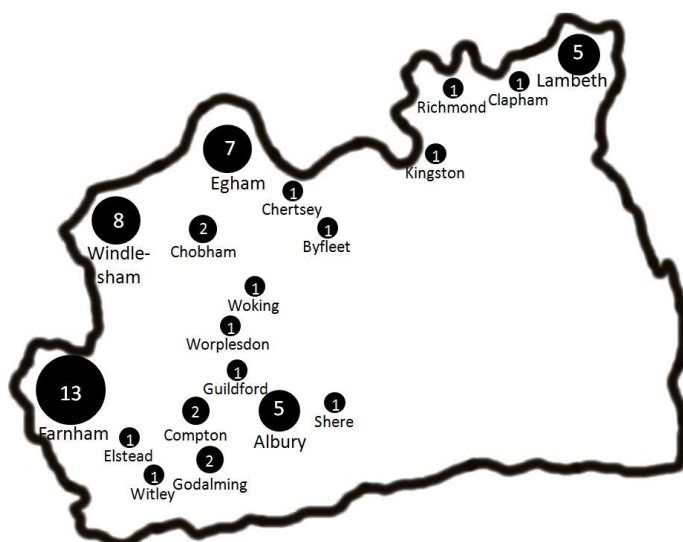 5
Lambeth
1
Richmond
1
Clapham
1
Kingston
7
Egham
1
Chertsey
8
Windle-
sham
2
Chobham
1
Byfleet
1
Woking
1
Worplesdon
1
Guildford
13
Farnham
2
Compton
5
Albury
1
Shere
1
Elstead
2
Godalming
1
Witley